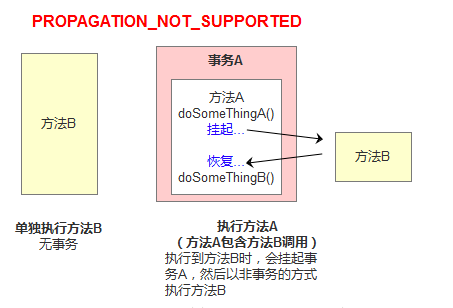 PROPAGATION_NOT_SUPPORTED
方法B
单独执行方法B
无事务
事务A
方法A
doSomeThingA()
挂起...
恢复...
doSomeThingB()
方法B
执行方法A
（方法A包含方法B调用）
执行到方法B时，会挂起事
务A，然后以非事务的方式
执行方法B